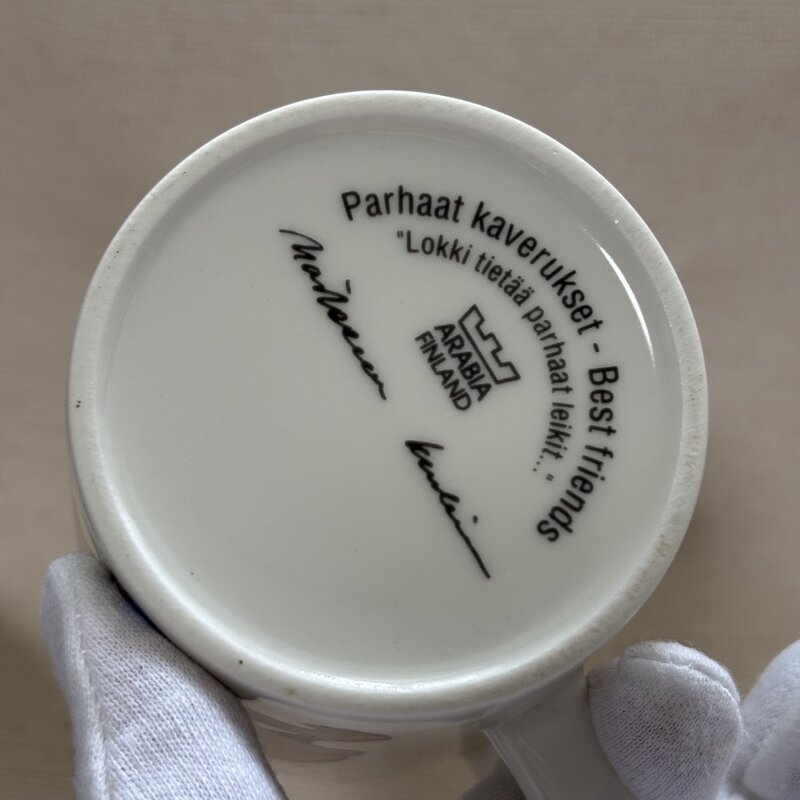 Parhaat kaverukset - Best friends
"Lokki tietää parhaat leikit..."
ARABIA
FINLAND